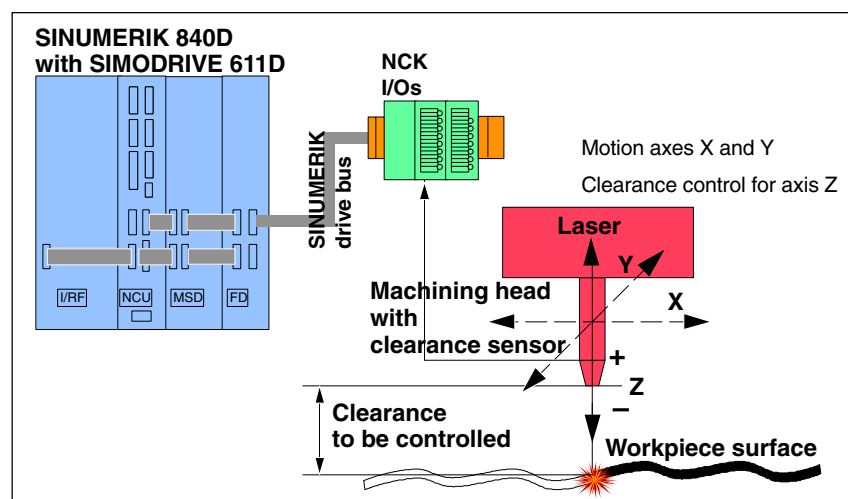 SINUMERIK 840D
with SIMODRIVE 611D
NCK
I/Os
SINUMERIK
drive bus
Motion axes X and Y
Clearance control for axis Z
Laser
Y
X
I/RF
NCU
MSD
FD
Machining head
with
clearance sensor
+
Z
–
Clearance
to be controlled
Workpiece surface